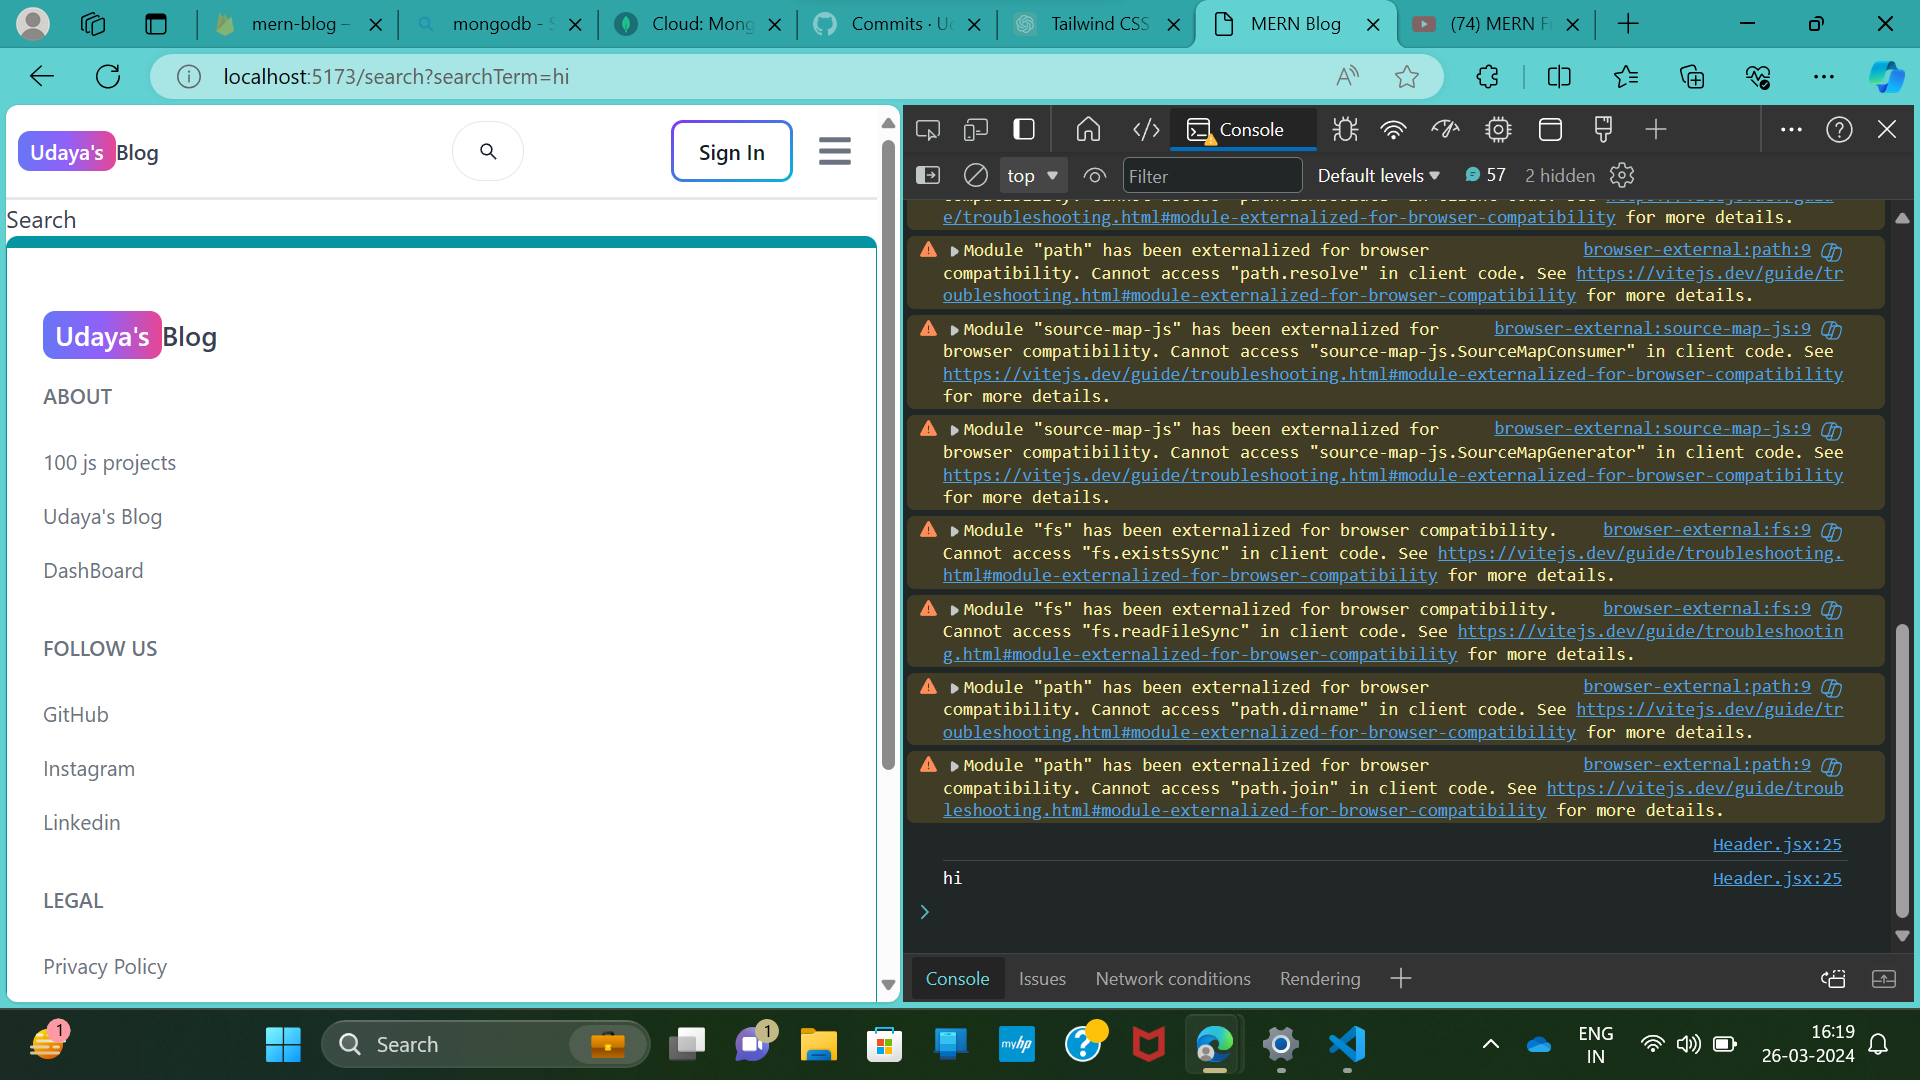 mern-blog –
mongodb - S
Cloud: Mong
Commits · Uc
Tailwind CSS
MERN Blog
(74) MERN F
localhost:5173/search?searchTerm=hi
Udaya's Blog
Sign In
Search
Udaya's Blog
ABOUT
100 js projects
Udaya's Blog
DashBoard
FOLLOW US
GitHub
Instagram
Linkedin
LEGAL
Privacy Policy
Console
top
Filter
Default levels
57
2 hidden
e/troubleshooting.html#module-externalized-for-browser-compatibility for more details.
Module "path" has been externalized for browser browser-external:path:9
compatibility. Cannot access "path.resolve" in client code. See https://vitejs.dev/guide/tr
oubleshooting.html#module-externalized-for-browser-compatibility for more details.
Module "source-map-js" has been externalized for browser-external:source-map-js:9
browser compatibility. Cannot access "source-map-js.SourceMapConsumer" in client code. See
https://vitejs.dev/guide/troubleshooting.html#module-externalized-for-browser-compatibility
for more details.
Module "source-map-js" has been externalized for browser-external:source-map-js:9
browser compatibility. Cannot access "source-map-js.SourceMapGenerator" in client code. See
https://vitejs.dev/guide/troubleshooting.html#module-externalized-for-browser-compatibility
for more details.
Module "fs" has been externalized for browser compatibility. browser-external:fs:9
Cannot access "fs.existsSync" in client code. See https://vitejs.dev/guide/troubleshooting.
html#module-externalized-for-browser-compatibility for more details.
Module "fs" has been externalized for browser compatibility. browser-external:fs:9
Cannot access "fs.readFileSync" in client code. See https://vitejs.dev/guide/troubleshootin
g.html#module-externalized-for-browser-compatibility for more details.
Module "path" has been externalized for browser browser-external:path:9
compatibility. Cannot access "path.dirname" in client code. See https://vitejs.dev/guide/tr
oubleshooting.html#module-externalized-for-browser-compatibility for more details.
Module "path" has been externalized for browser browser-external:path:9
compatibility. Cannot access "path.join" in client code. See https://vitejs.dev/guide/troub
leshooting.html#module-externalized-for-browser-compatibility for more details.
Header.jsx:25
hi Header.jsx:25
Console
Issues
Network conditions
Rendering
1
Search
1
myhp
ENG
IN
16:19
26-03-2024